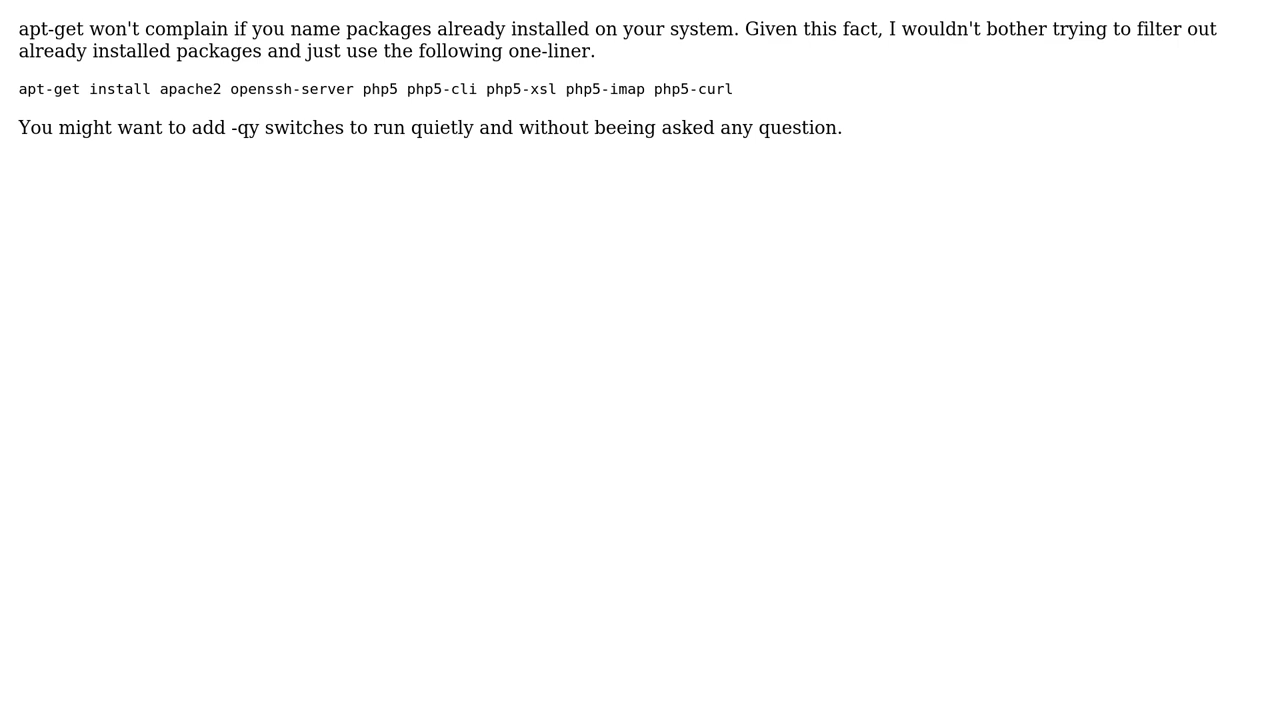 apt-get won't complain if you name packages already installed on your system. Given this fact, I wouldn't bother trying to filter out
already installed packages and just use the following one-liner.
apt-get install apache2 openssh-server php5 php5-cli php5-xsl php5-imap php5-curl
You might want to add -qy switches to run quietly and without beeing asked any question.